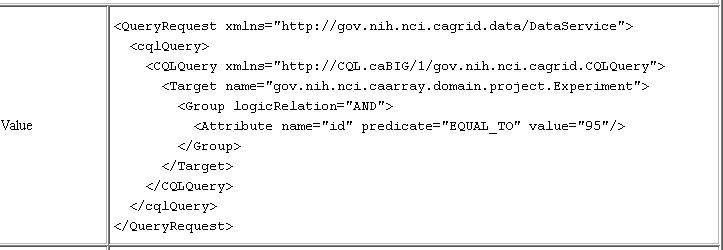 Value
<QueryRequest xmlns="http://gov.nih.nci.cagrid.data/DataService">
<cqlQuery>
<CQLQuery xmlns="http://CQL.caBIG/1/gov.nih.nci.cagrid.CQLQuery">
<Target name="gov.nih.nci.caarray.domain.project.Experiment">
<Group logicRelation="AND">
<Attribute name="id" predicate="EQUAL_TO" value="95"/>
</Group>
</Target>
</CQLQuery>
</cqlQuery>
</QueryRequest>